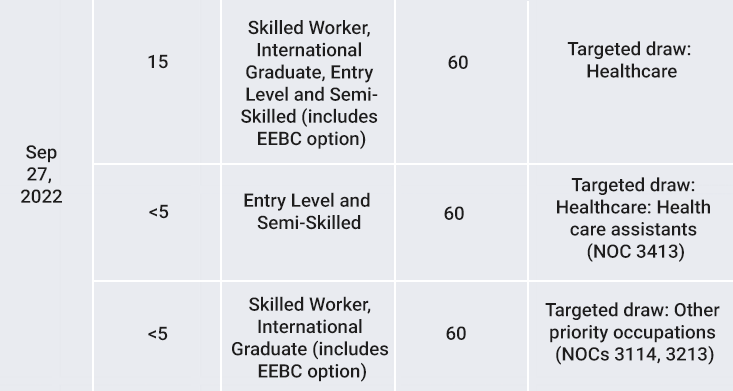 Sep
27,
2022
15
Skilled Worker,
International
Graduate, Entry
Level and Semi-
Skilled (includes
EEBC option)
60
Targeted draw:
Healthcare
<5
Entry Level and
Semi-Skilled
60
Targeted draw:
Healthcare: Health
care assistants
(NOC 3413)
<5
Skilled Worker,
International
Graduate (includes
EEBC option)
60
Targeted draw: Other
priority occupations
(NOCs 3114, 3213)